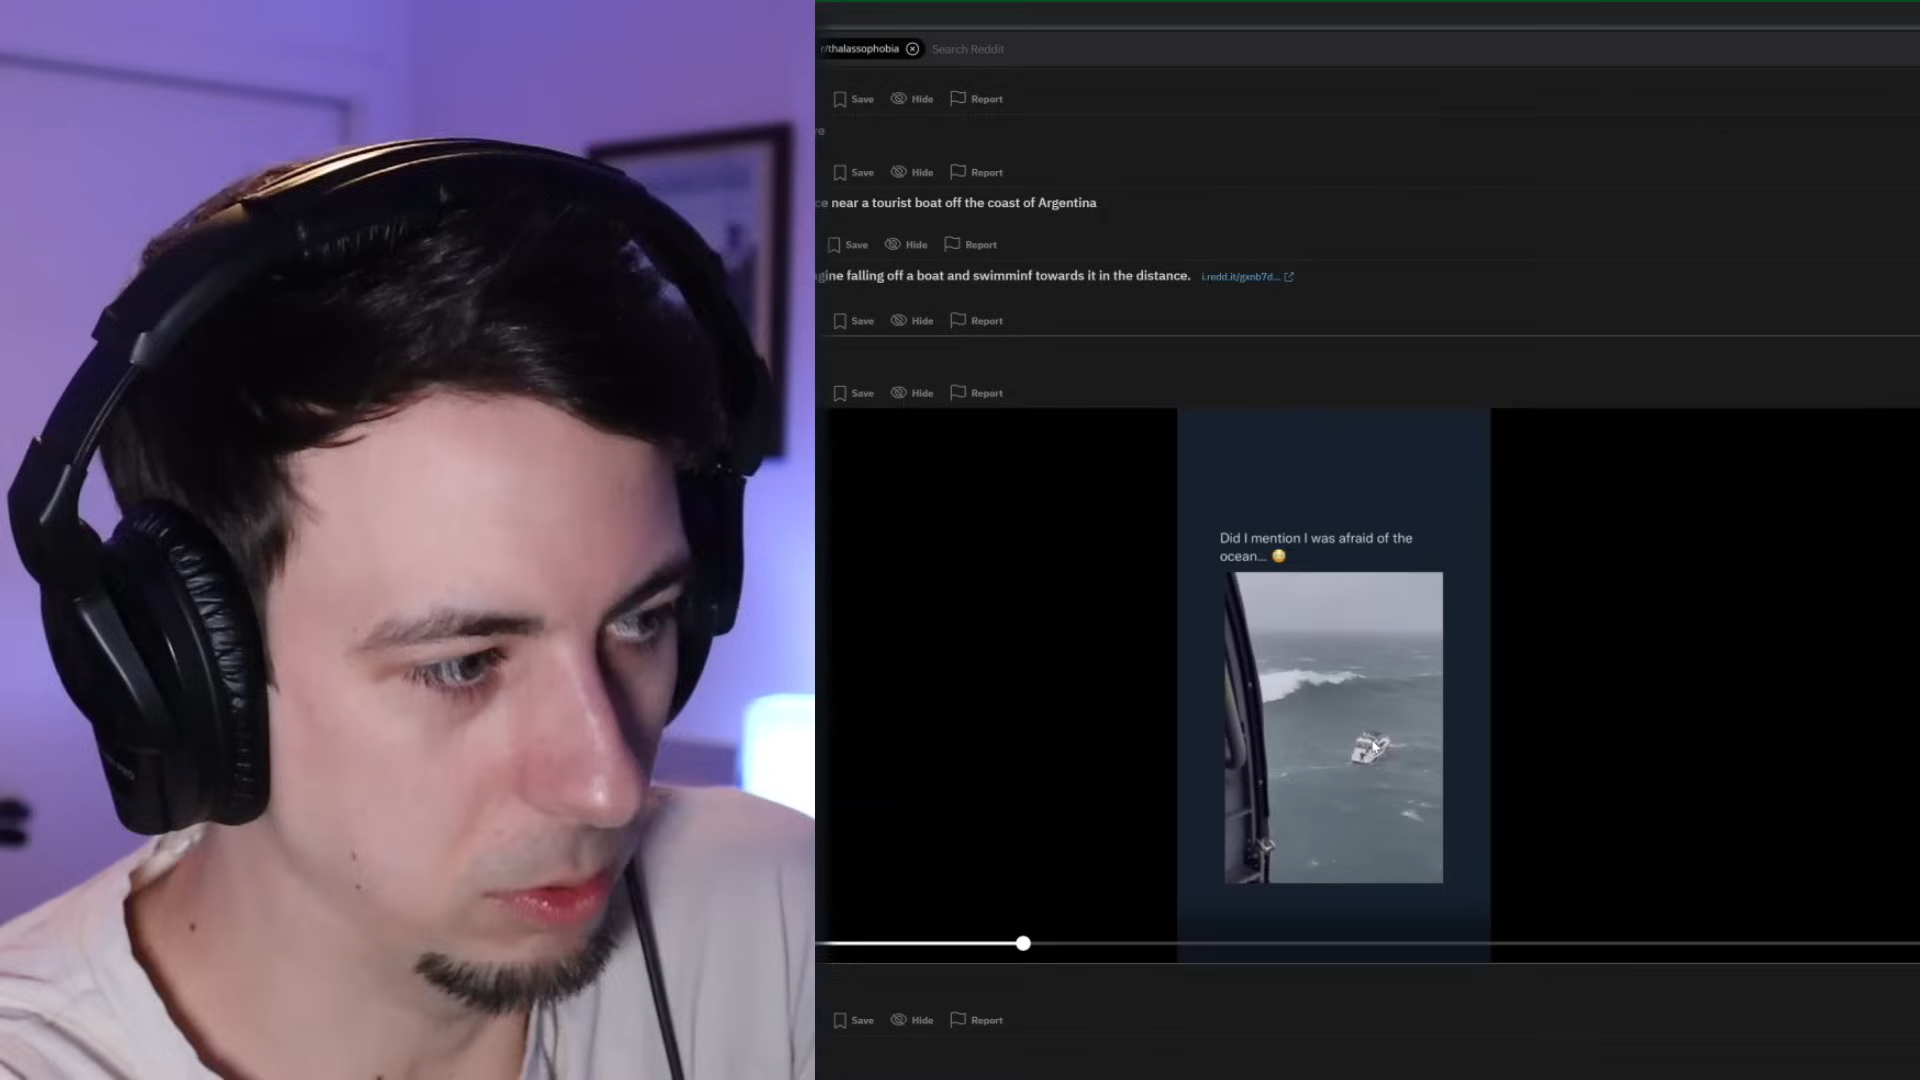 r/thalassophobia Search Reddit
Save Hide Report
Save Hide Report
near a tourist boat off the coast of Argentina
Save Hide Report
falling off a boat and swimminf towards it in the distance. i.redd.it/gxnb7d...
Save Hide Report
Save Hide Report
Did I mention I was afraid of the
ocean... 😳
Save Hide Report